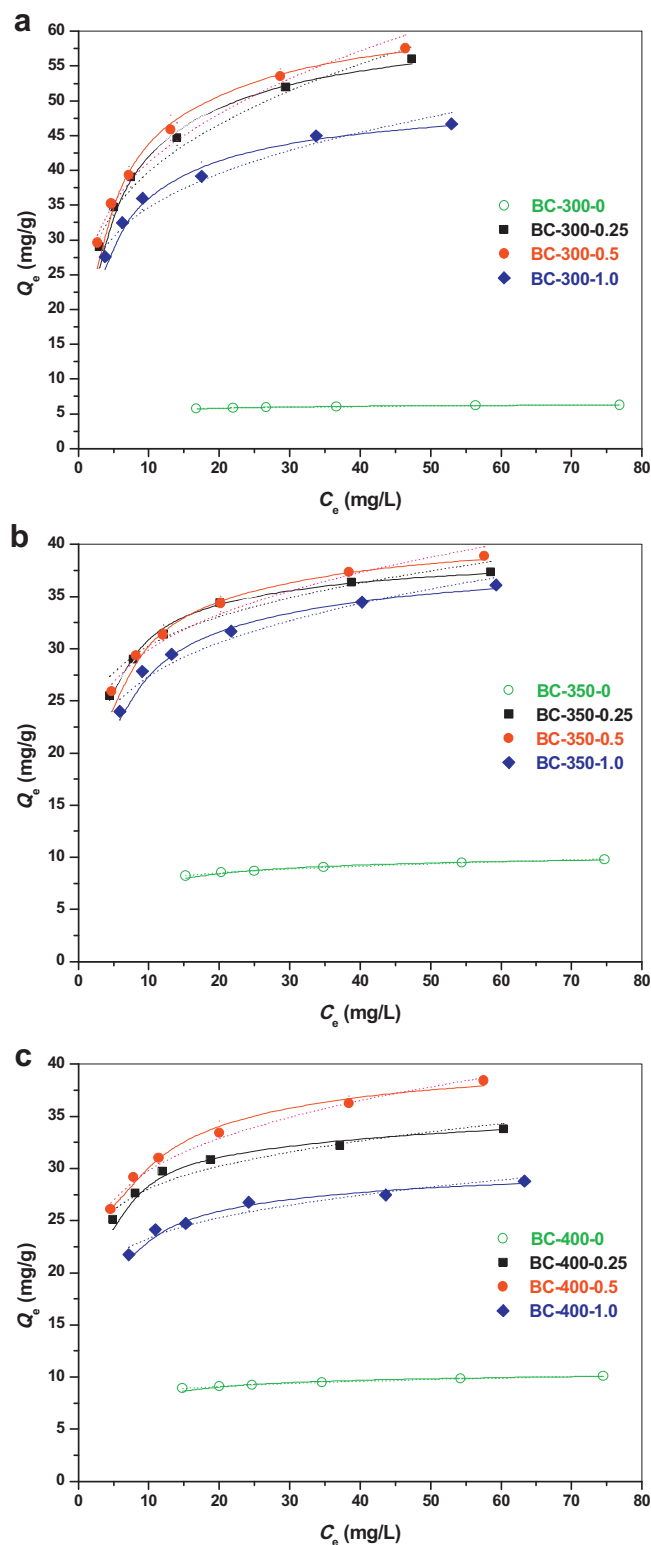 a
60
55
50
45
40
35
30
25
20
15
10
5
0
Qe (mg/g)
BC-300-0
BC-300-0.25
BC-300-0.5
BC-300-1.0
0 10 20 30 40 50 60 70 80
Ce (mg/L)
b
40
35
30
25
20
15
10
5
0
Qe (mg/g)
BC-350-0
BC-350-0.25
BC-350-0.5
BC-350-1.0
0 10 20 30 40 50 60 70 80
Ce (mg/L)
c
40
35
30
25
20
15
10
5
0
Qe (mg/g)
BC-400-0
BC-400-0.25
BC-400-0.5
BC-400-1.0
0 10 20 30 40 50 60 70 80
Ce (mg/L)